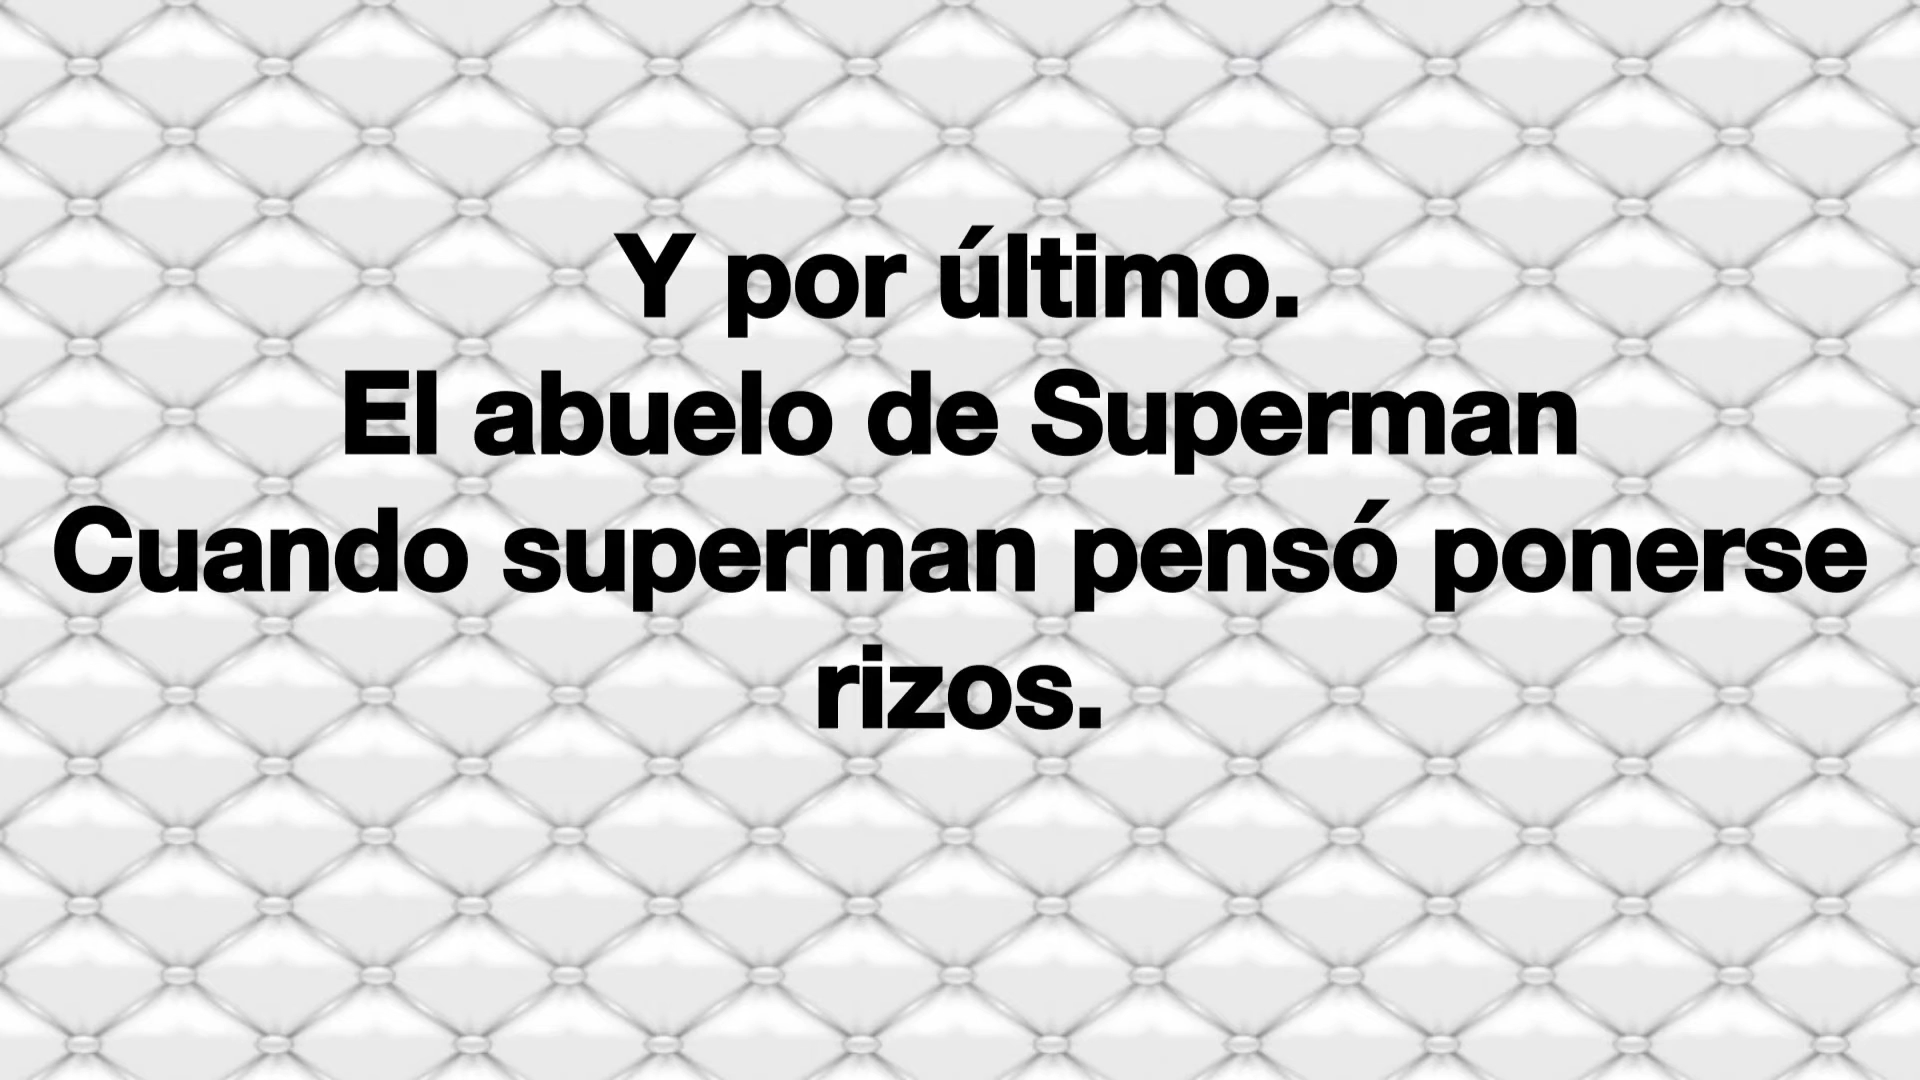 Y por último.
El abuelo de Superman
Cuando superman pensó ponerse
rizos.